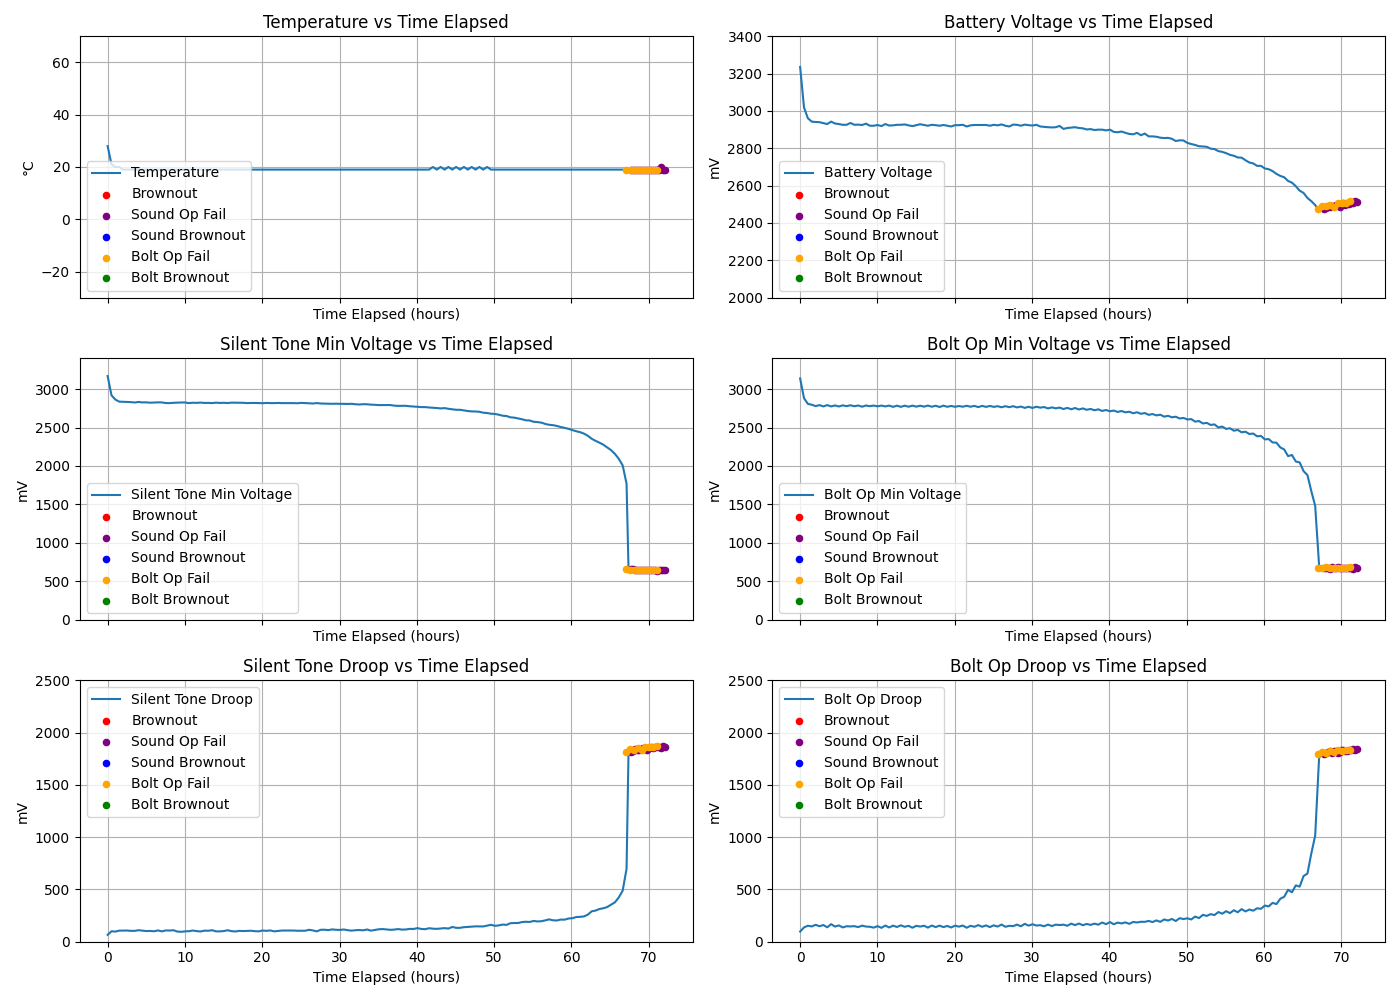 Temperature vs Time Elapsed
60
40
20
0
−20
°C
Temperature
Brownout
Sound Op Fail
Sound Brownout
Bolt Op Fail
Bolt Brownout
Time Elapsed (hours)
Battery Voltage vs Time Elapsed
3400
3200
3000
2800
2600
2400
2200
2000
mV
Battery Voltage
Brownout
Sound Op Fail
Sound Brownout
Bolt Op Fail
Bolt Brownout
Time Elapsed (hours)
Silent Tone Min Voltage vs Time Elapsed
3000
2500
2000
1500
1000
500
0
mV
Silent Tone Min Voltage
Brownout
Sound Op Fail
Sound Brownout
Bolt Op Fail
Bolt Brownout
Time Elapsed (hours)
Bolt Op Min Voltage vs Time Elapsed
3000
2500
2000
1500
1000
500
0
mV
Bolt Op Min Voltage
Brownout
Sound Op Fail
Sound Brownout
Bolt Op Fail
Bolt Brownout
Time Elapsed (hours)
Silent Tone Droop vs Time Elapsed
2500
2000
1500
1000
500
0
mV
Silent Tone Droop
Brownout
Sound Op Fail
Sound Brownout
Bolt Op Fail
Bolt Brownout
0 10 20 30 40 50 60 70
Time Elapsed (hours)
Bolt Op Droop vs Time Elapsed
2500
2000
1500
1000
500
0
mV
Bolt Op Droop
Brownout
Sound Op Fail
Sound Brownout
Bolt Op Fail
Bolt Brownout
0 10 20 30 40 50 60 70
Time Elapsed (hours)